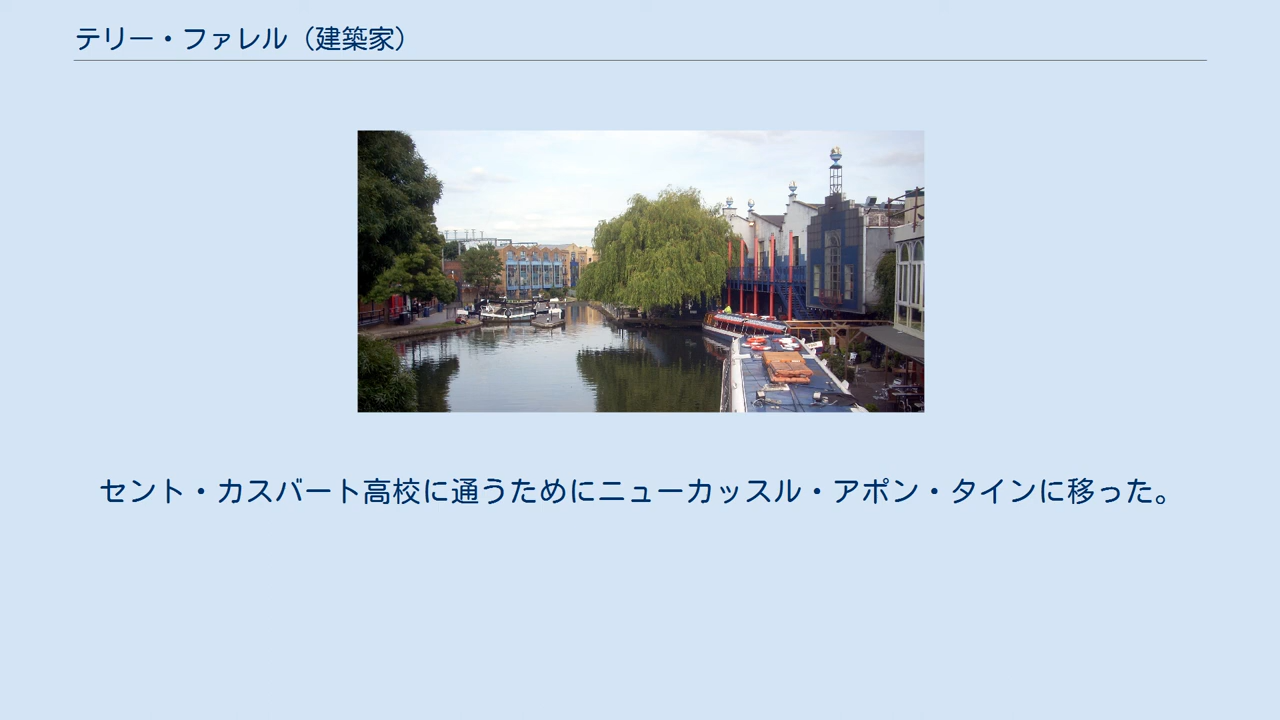 テリー・ファレル（建築家）
セント・カスバート高校に通うためにニューカッスル・アポン・タインに移った。